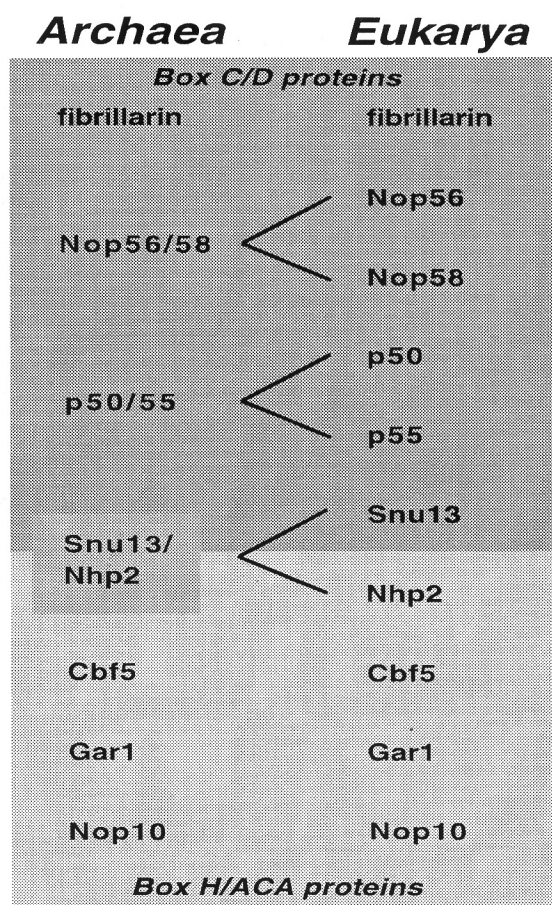 Archaea Eukarya
Box C/D proteins
fibrillarin fibrillarin
Nop56
Nop56/58
Nop58
p50
p50/55
p55
Snu13
Snu13/
Nhp2
Nhp2
Cbf5 Cbf5
Gar1 Gar1
Nop10 Nop10
Box H/ACA proteins